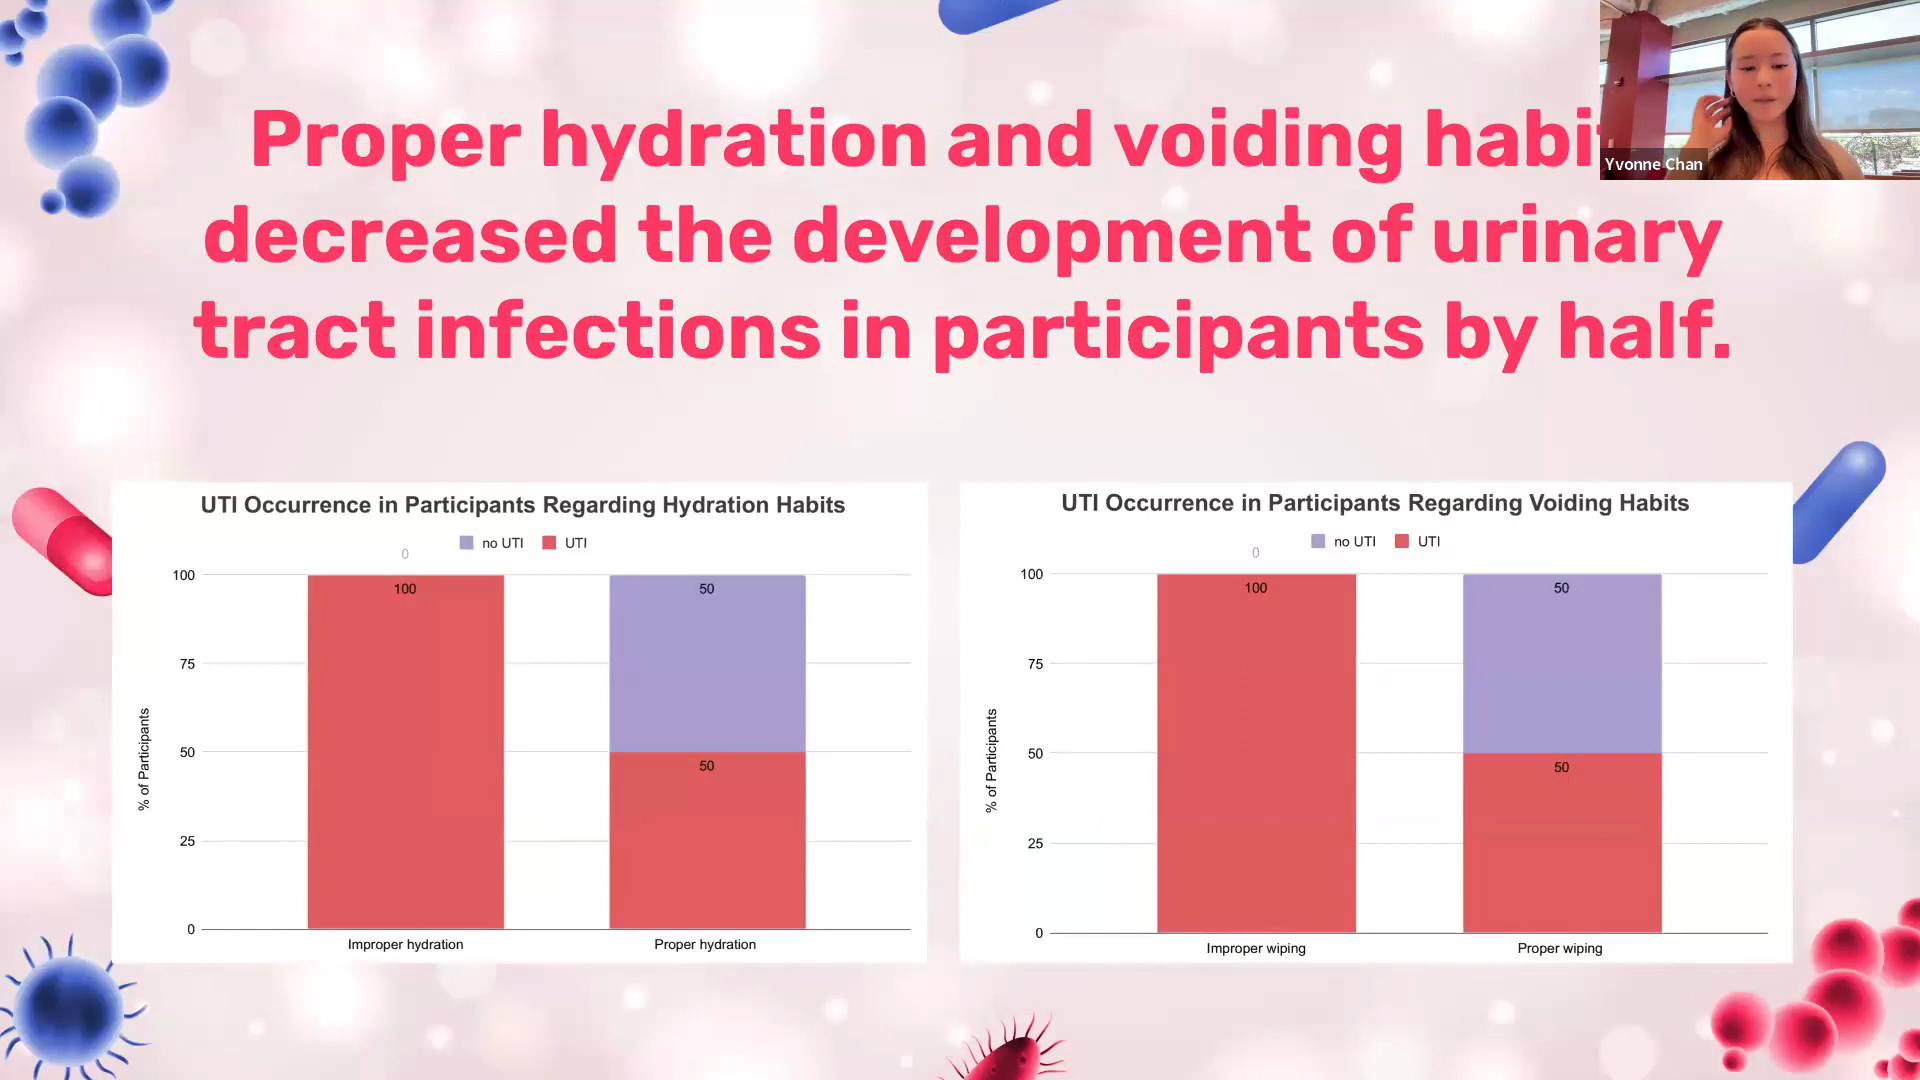 Proper hydration and voiding habi
decreased the development of urinary
tract infections in participants by half.
Yvonne Chan
UTI Occurrence in Participants Regarding Hydration Habits
no UTI UTI
0
100
75
50
25
0
% of Participants
100
50
50
Improper hydration
Proper hydration
UTI Occurrence in Participants Regarding Voiding Habits
no UTI UTI
0
100
75
50
25
0
% of Participants
100
50
50
Improper wiping
Proper wiping